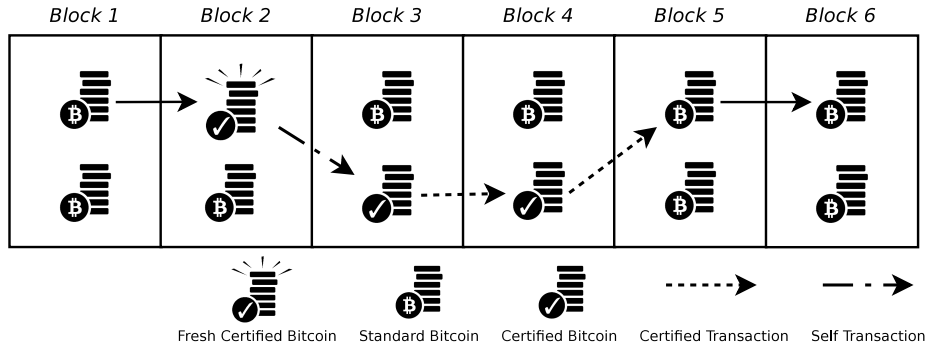 Block 1 Block 2 Block 3 Block 4 Block 5 Block 6
Fresh Certified Bitcoin Standard Bitcoin Certified Bitcoin Certified Transaction Self Transaction